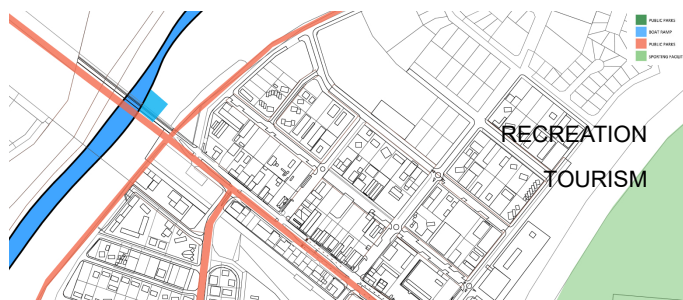 PUBLIC PARKS
BOAT RAMP
PUBLIC PARKS
SPORTING FACILIT
RECREATION
TOURISM